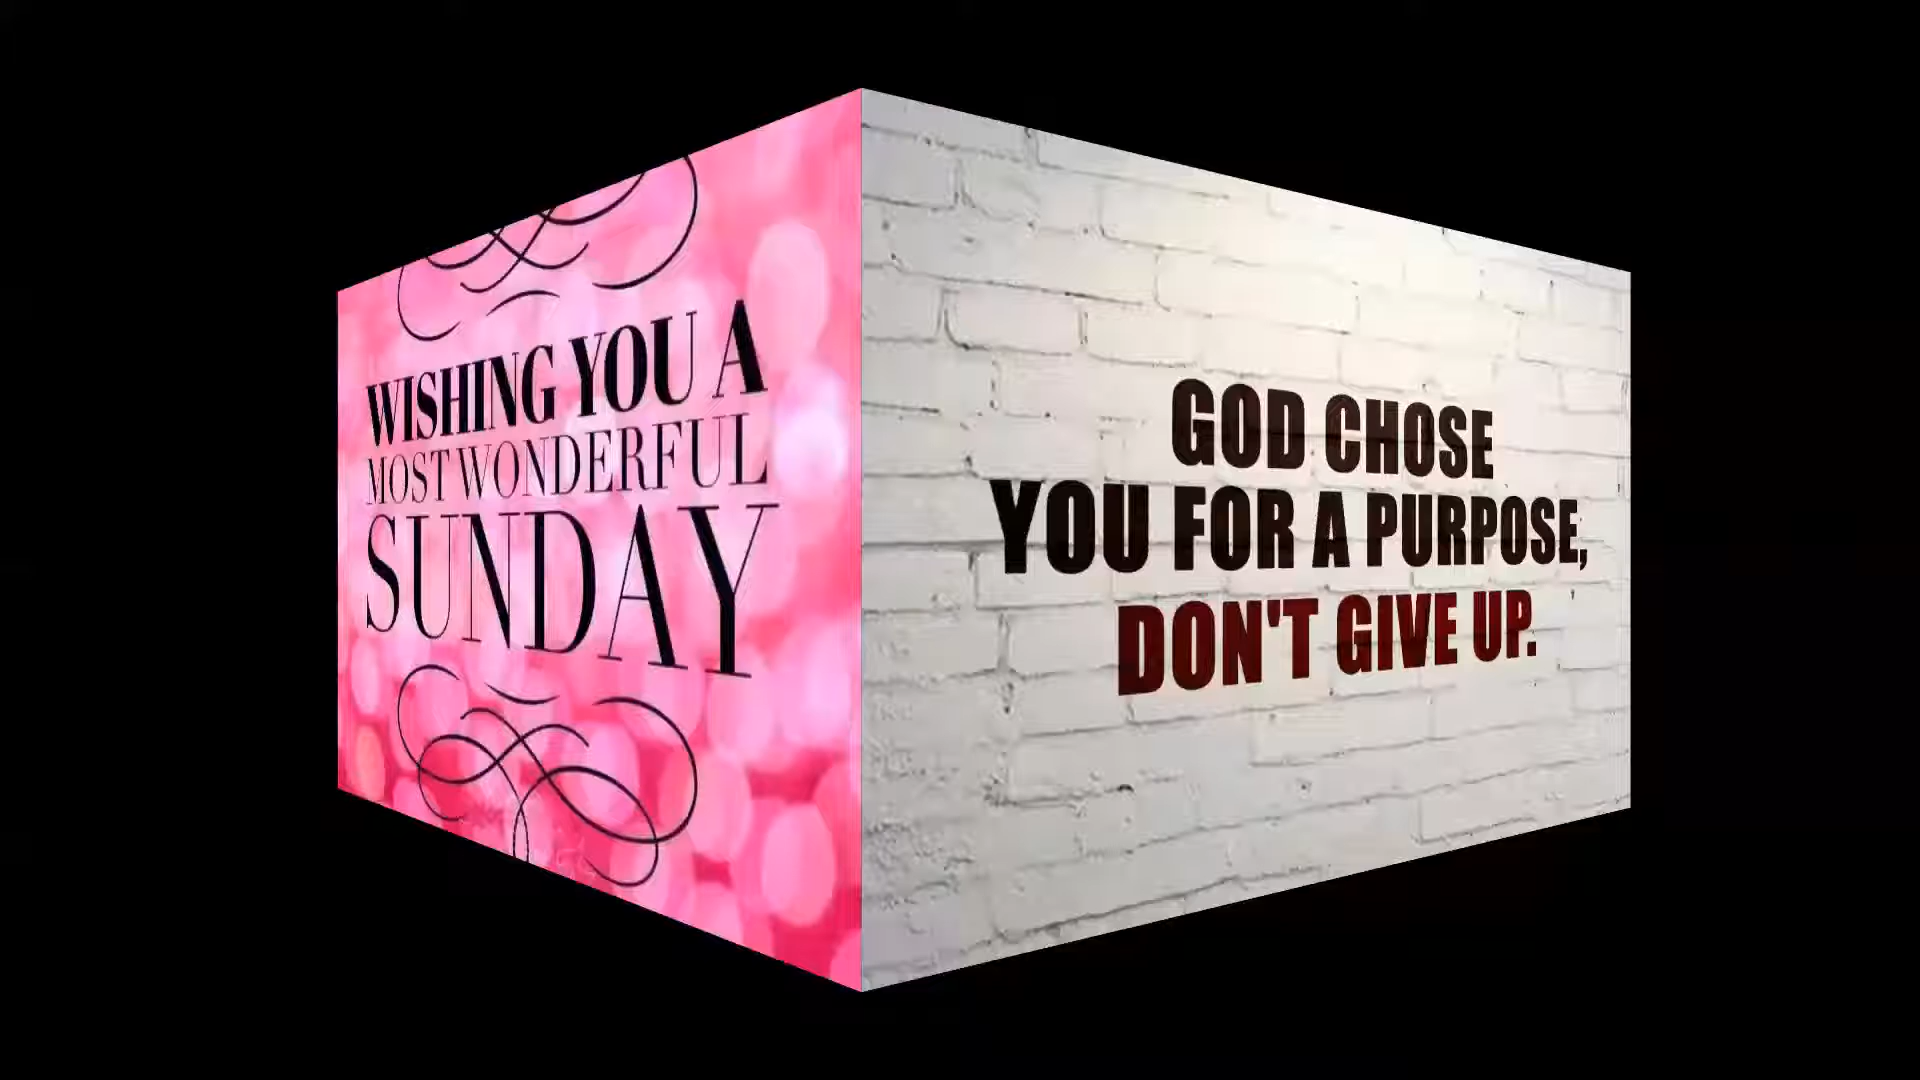 WISHING YOU A
MOST WONDERFUL
SUNDAY
GOD CHOSE
YOU FOR A PURPOSE,
DON'T GIVE UP.